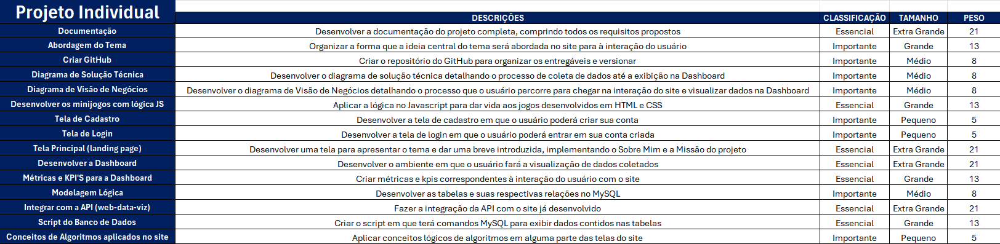 Projeto Individual
DESCRIÇÕES CLASSIFICAÇÃO TAMANHO PESO
Documentação Desenvolver a documentação do projeto completa, comprindo todos os requisitos propostos Essencial Extra Grande 21
Abordagem do Tema Organizar a forma que a ideia central do tema será abordada no site para à interação do usuário Importante Grande 13
Criar GitHub Criar o repositório do GitHub para organizar os entregáveis e versionar Importante Médio 8
Diagrama de Solução Técnica Desenvolver o diagrama de solução técnica detalhando o processo de coleta de dados até a exibição na Dashboard Importante Médio 8
Diagrama de Visão de Negócios Desenvolver o diagrama de Visão de Negócios detalhando o processo que o usuário percorre para chegar na interação do site e visualizar dados na Dashboard Importante Médio 8
Desenvolver os minijogos com lógica JS Aplicar a lógica no Javascript para dar vida aos jogos desenvolvidos em HTML e CSS Essencial Grande 13
Tela de Cadastro Desenvolver a tela de cadastro em que o usuário poderá criar sua conta Importante Pequeno 5
Tela de Login Desenvolver a tela de login em que o usuário poderá entrar em sua conta criada Importante Pequeno 5
Tela Principal (landing page) Desenvolver uma tela para apresentar o tema e dar uma breve introduzida, implementando o Sobre Mim e a Missão do projeto Essencial Extra Grande 21
Desenvolver a Dashboard Desenvolver o ambiente em que o usuário fará a visualização de dados coletados Essencial Extra Grande 21
Métricas e KPI'S para a Dashboard Criar métricas e kpis correspondentes à interação do usuário com o site Essencial Grande 13
Modelagem Lógica Desenvolver as tabelas e suas respectivas relações no MySQL Importante Médio 8
Integrar com a API (web-data-viz) Fazer a integração da API com o site já desenvolvido Essencial Extra Grande 21
Script do Banco de Dados Criar o script em que terá comandos MySQL para exibir dados contidos nas tabelas Essencial Grande 13
Conceitos de Algoritmos aplicados no site Aplicar conceitos lógicos de algoritmos em alguma parte das telas do site Importante Pequeno 5